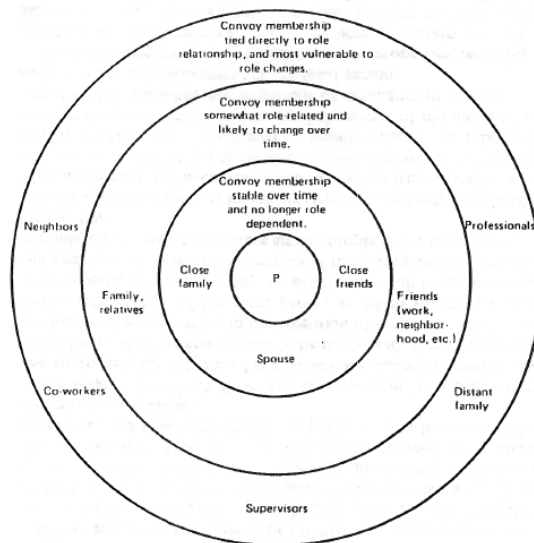 Convoy membership
tied directly to role
relationship, and most vulnerable to
role changes.
Convoy membership
somewhat role-related and
likely to change over
time.
Convoy membership
stable over time
and no longer role
dependent.
Neighbors
Professionals
Close
family
P
Close
friends
Family,
relatives
Friends
(work,
neighbor-
hood, etc.)
Spouse
Co-workers
Distant
family
Supervisors